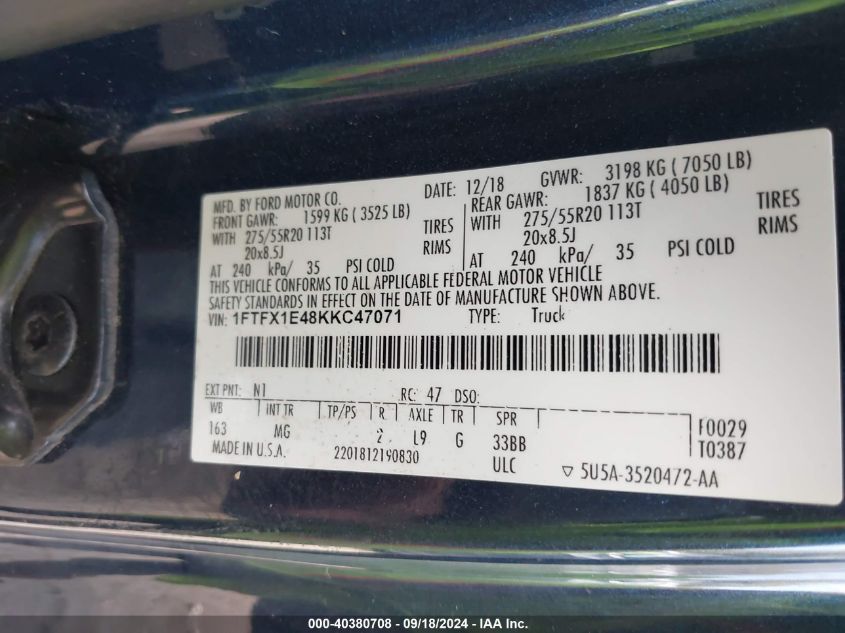 MFD. BY FORD MOTOR CO.
DATE: 12/18
GVWR: 3198 KG ( 7050 LB)
FRONT GAWR: 1599 KG ( 3525 LB)
REAR GAWR: 1837 KG ( 4050 LB)
WITH 275/55R20 113T TIRES
WITH 275/55R20 113T TIRES
20x8.5J RIMS
20x8.5J RIMS
AT 240 kPa/ 35 PSI COLD
AT 240 kPa/ 35 PSI COLD
THIS VEHICLE CONFORMS TO ALL APPLICABLE FEDERAL MOTOR VEHICLE
SAFETY STANDARDS IN EFFECT ON THE DATE OF MANUFACTURE SHOWN ABOVE.
VIN: 1FTFX1E48KKC47071 TYPE: Truck
EXT PNT: N1 RC: 47 DSO:
WB INT TR TP/PS R AXLE TR SPR
163 MG 2 L9 G 33BB
F0029
T0387
MADE IN U.S.A. 2201812190830 ULC
5U5A-3520472-AA
000-40380708 - 09/18/2024 - IAA Inc.